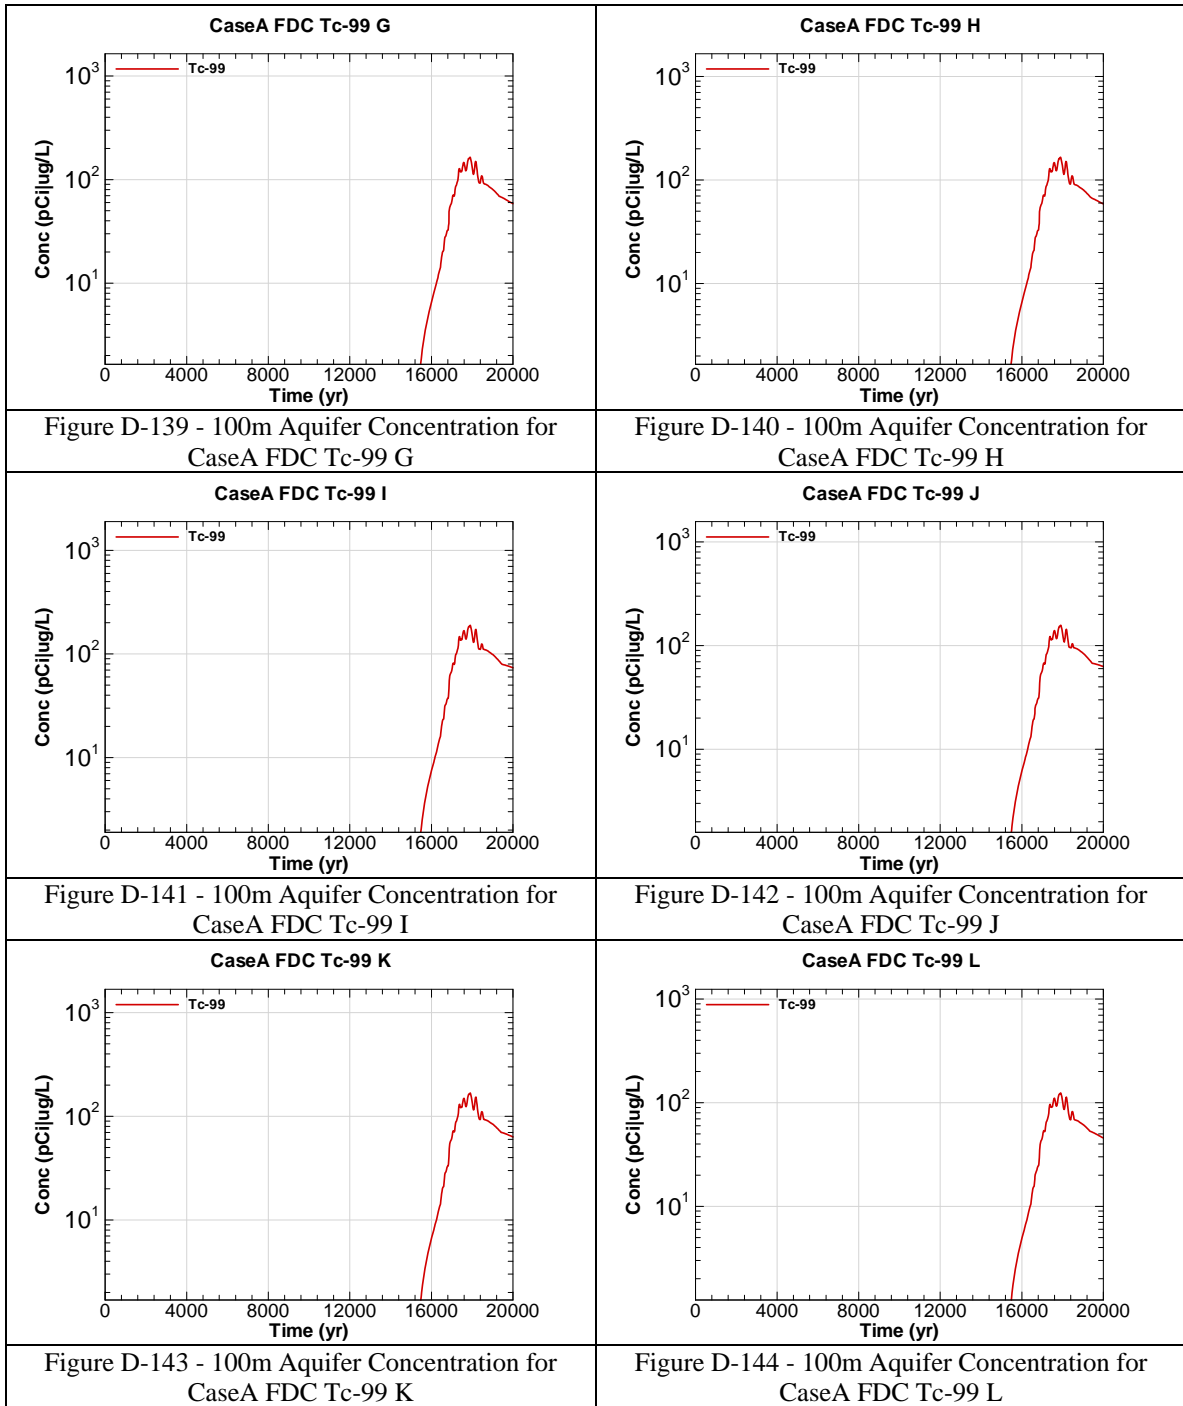 CaseA FDC Tc-99 G
Tc-99
10^3
10^2
10^1
Conc (pCi|ug/L)
0 4000 8000 12000 16000 20000
Time (yr)
Figure D-139 - 100m Aquifer Concentration for
CaseA FDC Tc-99 G
CaseA FDC Tc-99 H
Tc-99
10^3
10^2
10^1
Conc (pCi|ug/L)
0 4000 8000 12000 16000 20000
Time (yr)
Figure D-140 - 100m Aquifer Concentration for
CaseA FDC Tc-99 H
CaseA FDC Tc-99 I
Tc-99
10^3
10^2
10^1
Conc (pCi|ug/L)
0 4000 8000 12000 16000 20000
Time (yr)
Figure D-141 - 100m Aquifer Concentration for
CaseA FDC Tc-99 I
CaseA FDC Tc-99 J
Tc-99
10^3
10^2
10^1
Conc (pCi|ug/L)
0 4000 8000 12000 16000 20000
Time (yr)
Figure D-142 - 100m Aquifer Concentration for
CaseA FDC Tc-99 J
CaseA FDC Tc-99 K
Tc-99
10^3
10^2
10^1
Conc (pCi|ug/L)
0 4000 8000 12000 16000 20000
Time (yr)
Figure D-143 - 100m Aquifer Concentration for
CaseA FDC Tc-99 K
CaseA FDC Tc-99 L
Tc-99
10^3
10^2
10^1
Conc (pCi|ug/L)
0 4000 8000 12000 16000 20000
Time (yr)
Figure D-144 - 100m Aquifer Concentration for
CaseA FDC Tc-99 L